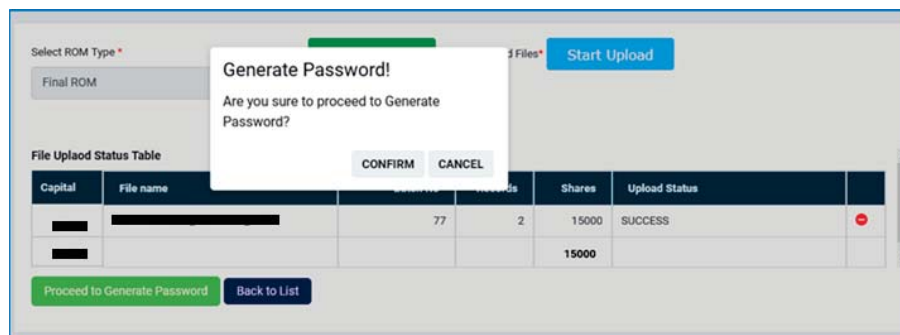 Select ROM Type *
Files*
Start Upload
Final ROM
Generate Password!
Are you sure to proceed to Generate
Password?
CONFIRM CANCEL
File Uplaod Status Table
Capital File name Shares Upload Status
77 2 15000 SUCCESS
15000
Proceed to Generate Password Back to List